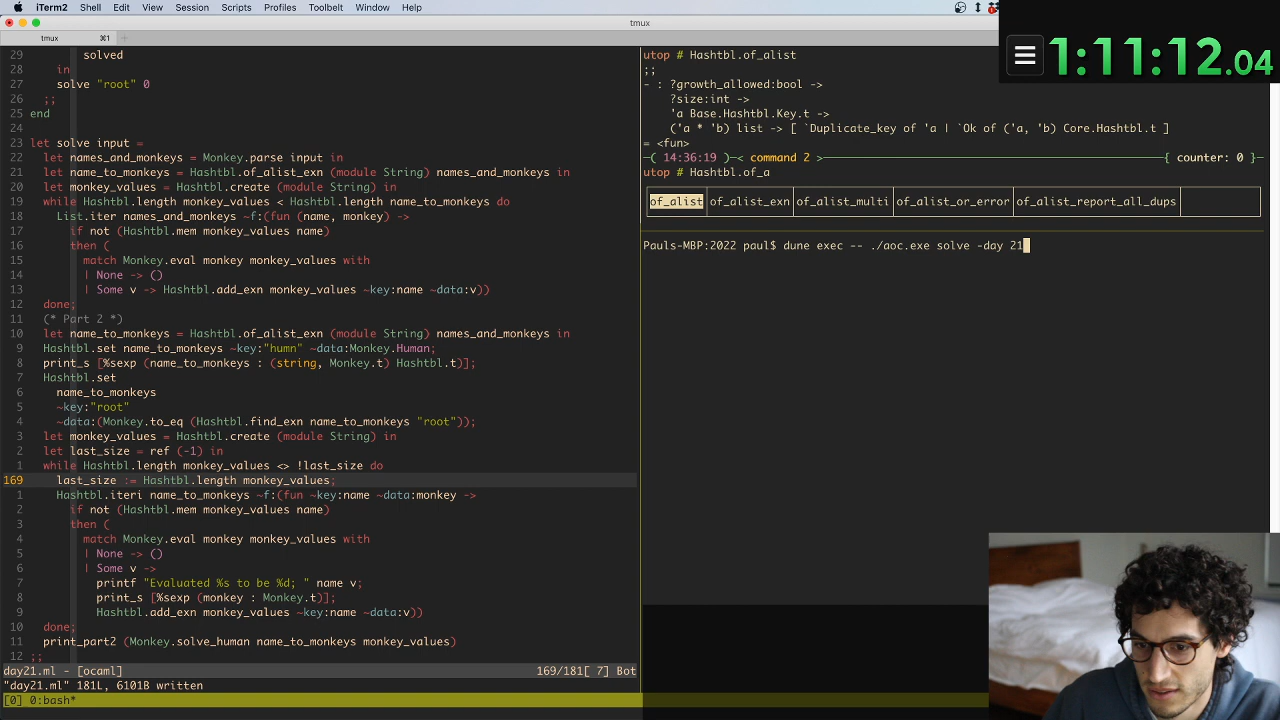 iTerm2 Shell Edit View Session Scripts Profiles Toolbelt Window Help
tmux
tmux ⌘1 +
1:11:12.04
29 solved
28 in
27 solve "root" 0
26 ;;
25 end
24
23 let solve input =
22 let names_and_monkeys = Monkey.parse input in
21 let name_to_monkeys = Hashtbl.of_alist_exn (module String) names_and_monkeys in
20 let monkey_values = Hashtbl.create (module String) in
19 while Hashtbl.length monkey_values < Hashtbl.length name_to_monkeys do
18 List.iter names_and_monkeys ~f:(fun (name, monkey) ->
17 if not (Hashtbl.mem monkey_values name)
16 then (
15 match Monkey.eval monkey monkey_values with
14 | None -> ()
13 | Some v -> Hashtbl.add_exn monkey_values ~key:name ~data:v))
12 done;
11 (* Part 2 *)
10 let name_to_monkeys = Hashtbl.of_alist_exn (module String) names_and_monkeys in
9 Hashtbl.set name_to_monkeys ~key:"humn" ~data:Monkey.Human;
8 print_s [%sexp (name_to_monkeys : (string, Monkey.t) Hashtbl.t)];
7 Hashtbl.set
6 name_to_monkeys
5 ~key:"root"
4 ~data:(Monkey.to_eq (Hashtbl.find_exn name_to_monkeys "root"));
3 let monkey_values = Hashtbl.create (module String) in
2 let last_size = ref (-1) in
1 while Hashtbl.length monkey_values <> !last_size do
169 last_size := Hashtbl.length monkey_values;
1 Hashtbl.iteri name_to_monkeys ~f:(fun ~key:name ~data:monkey ->
2 if not (Hashtbl.mem monkey_values name)
3 then (
4 match Monkey.eval monkey monkey_values with
5 | None -> ()
6 | Some v ->
7 printf "Evaluated %s to be %d; " name v;
8 print_s [%sexp (monkey : Monkey.t)];
9 Hashtbl.add_exn monkey_values ~key:name ~data:v))
10 done;
11 print_part2 (Monkey.solve_human name_to_monkeys monkey_values)
12 ;;
day21.ml - [ocaml] 169/181[ 7] Bot
"day21.ml" 181L, 6101B written
[0] 0:bash*
utop # Hashtbl.of_alist
;;
- : ?growth_allowed:bool ->
?size:int ->
'a Base.Hashtbl.Key.t ->
('a * 'b) list -> [ `Duplicate_key of 'a | `Ok of ('a, 'b) Core.Hashtbl.t ]
= <fun>
─( 14:36:19 )─< command 2 >─{ counter: 0 }─
utop # Hashtbl.of_a
of_alist of_alist_exn of_alist_multi of_alist_or_error of_alist_report_all_dups
Pauls-MBP:2022 paul$ dune exec -- ./aoc.exe solve -day 21